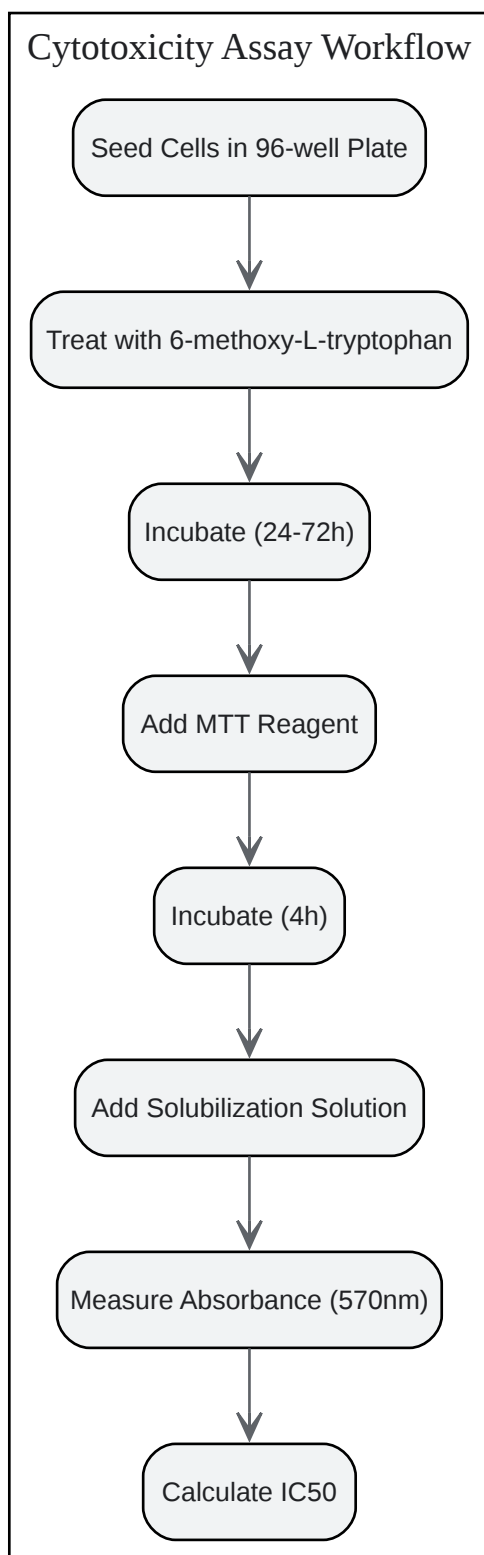 Cytotoxicity Assay Workflow
Seed Cells in 96-well Plate
Treat with 6-methoxy-L-tryptophan
Incubate (24-72h)
Add MTT Reagent
Incubate (4h)
Add Solubilization Solution
Measure Absorbance (570nm)
Calculate IC50